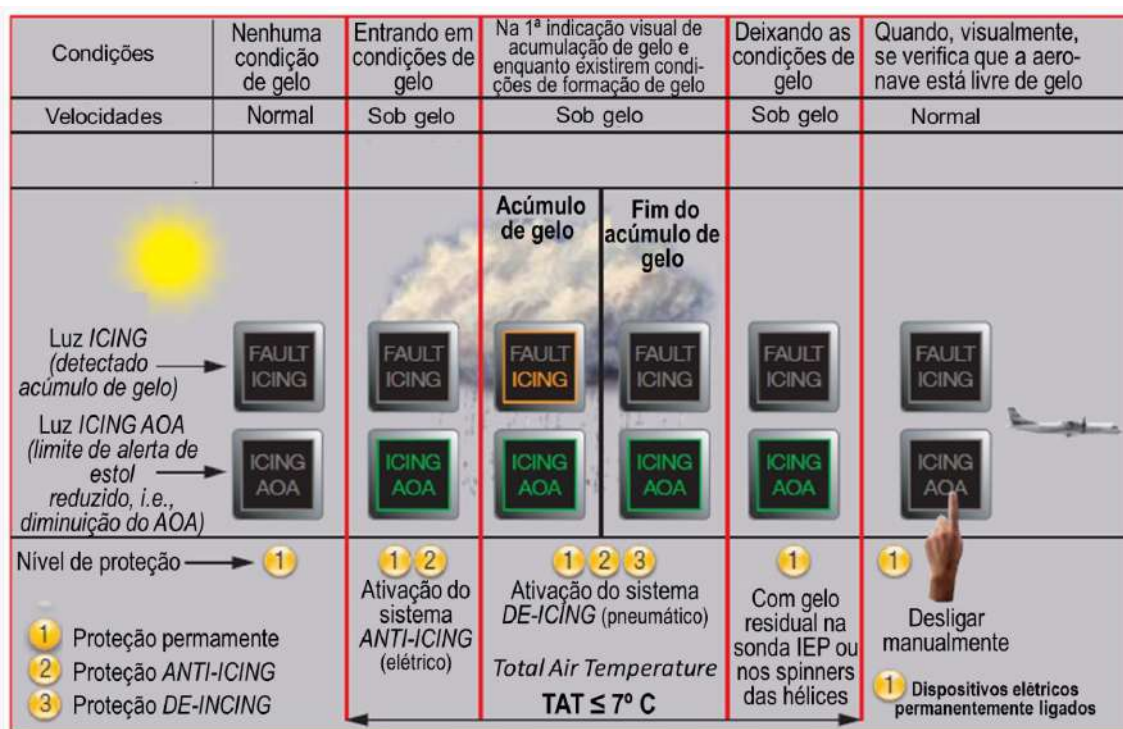 Condições
Nenhuma
condição
de gelo
Entrando em
condições de
gelo
Na 1ª indicação visual de
acumulação de gelo e
enquanto existirem condi-
ções de formação de gelo
Deixando as
condições de
gelo
Quando, visualmente,
se verifica que a aero-
nave está livre de gelo
Velocidades
Normal
Sob gelo
Sob gelo
Sob gelo
Normal
Acúmulo
de gelo
Fim do
acúmulo de
gelo
Luz ICING
(detectado
acúmulo de gelo)
FAULT
ICING
FAULT
ICING
FAULT
ICING
FAULT
ICING
FAULT
ICING
FAULT
ICING
Luz ICING AOA
(limite de alerta de
estol
reduzido, i.e.,
diminuição do AOA)
ICING
AOA
ICING
AOA
ICING
AOA
ICING
AOA
ICING
AOA
ICING
AOA
Nível de proteção
1
1 2
1 2 3
1
1
1 Proteção permamente
2 Proteção ANTI-ICING
3 Proteção DE-INCING
Ativação do
sistema
ANTI-ICING
(elétrico)
Ativação do sistema
DE-ICING (pneumático)
Total Air Temperature
TAT ≤ 7º C
Com gelo
residual na
sonda IEP ou
nos spinners
das hélices
Desligar
manualmente
1 Dispositivos elétricos
permanentemente ligados